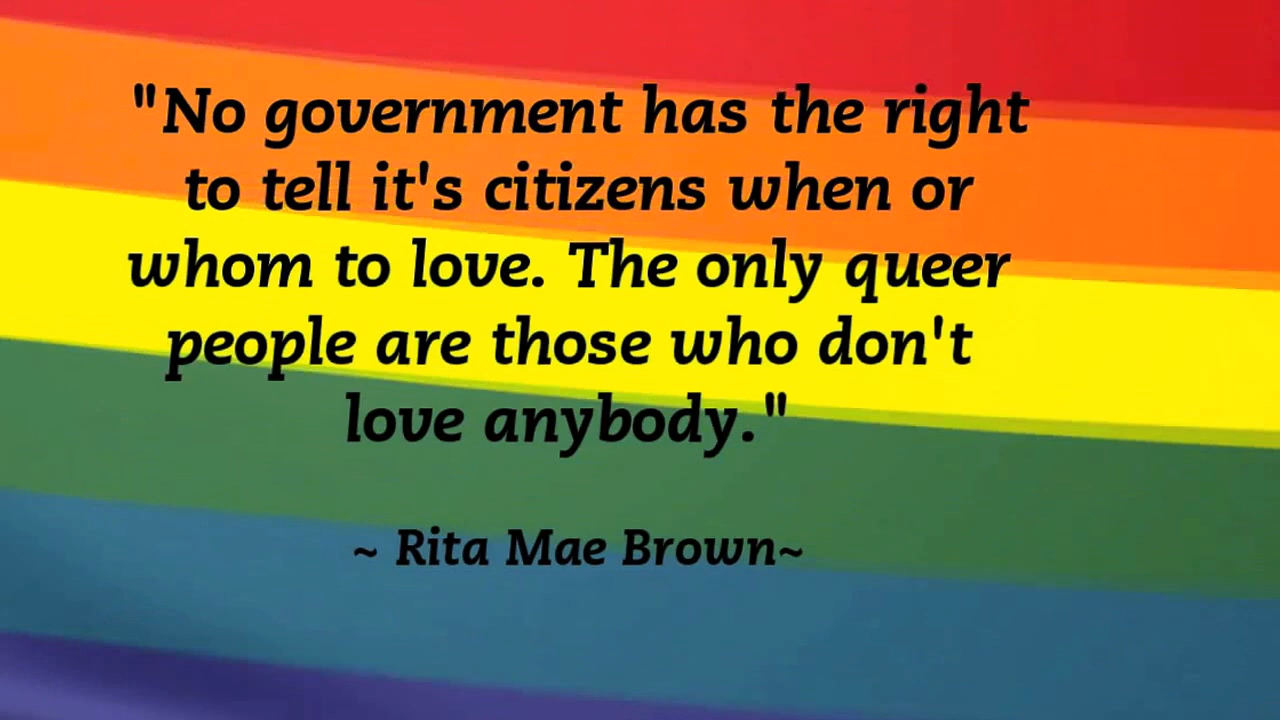 "No government has the right
to tell it's citizens when or
whom to love. The only queer
people are those who don't
love anybody."
~ Rita Mae Brown~